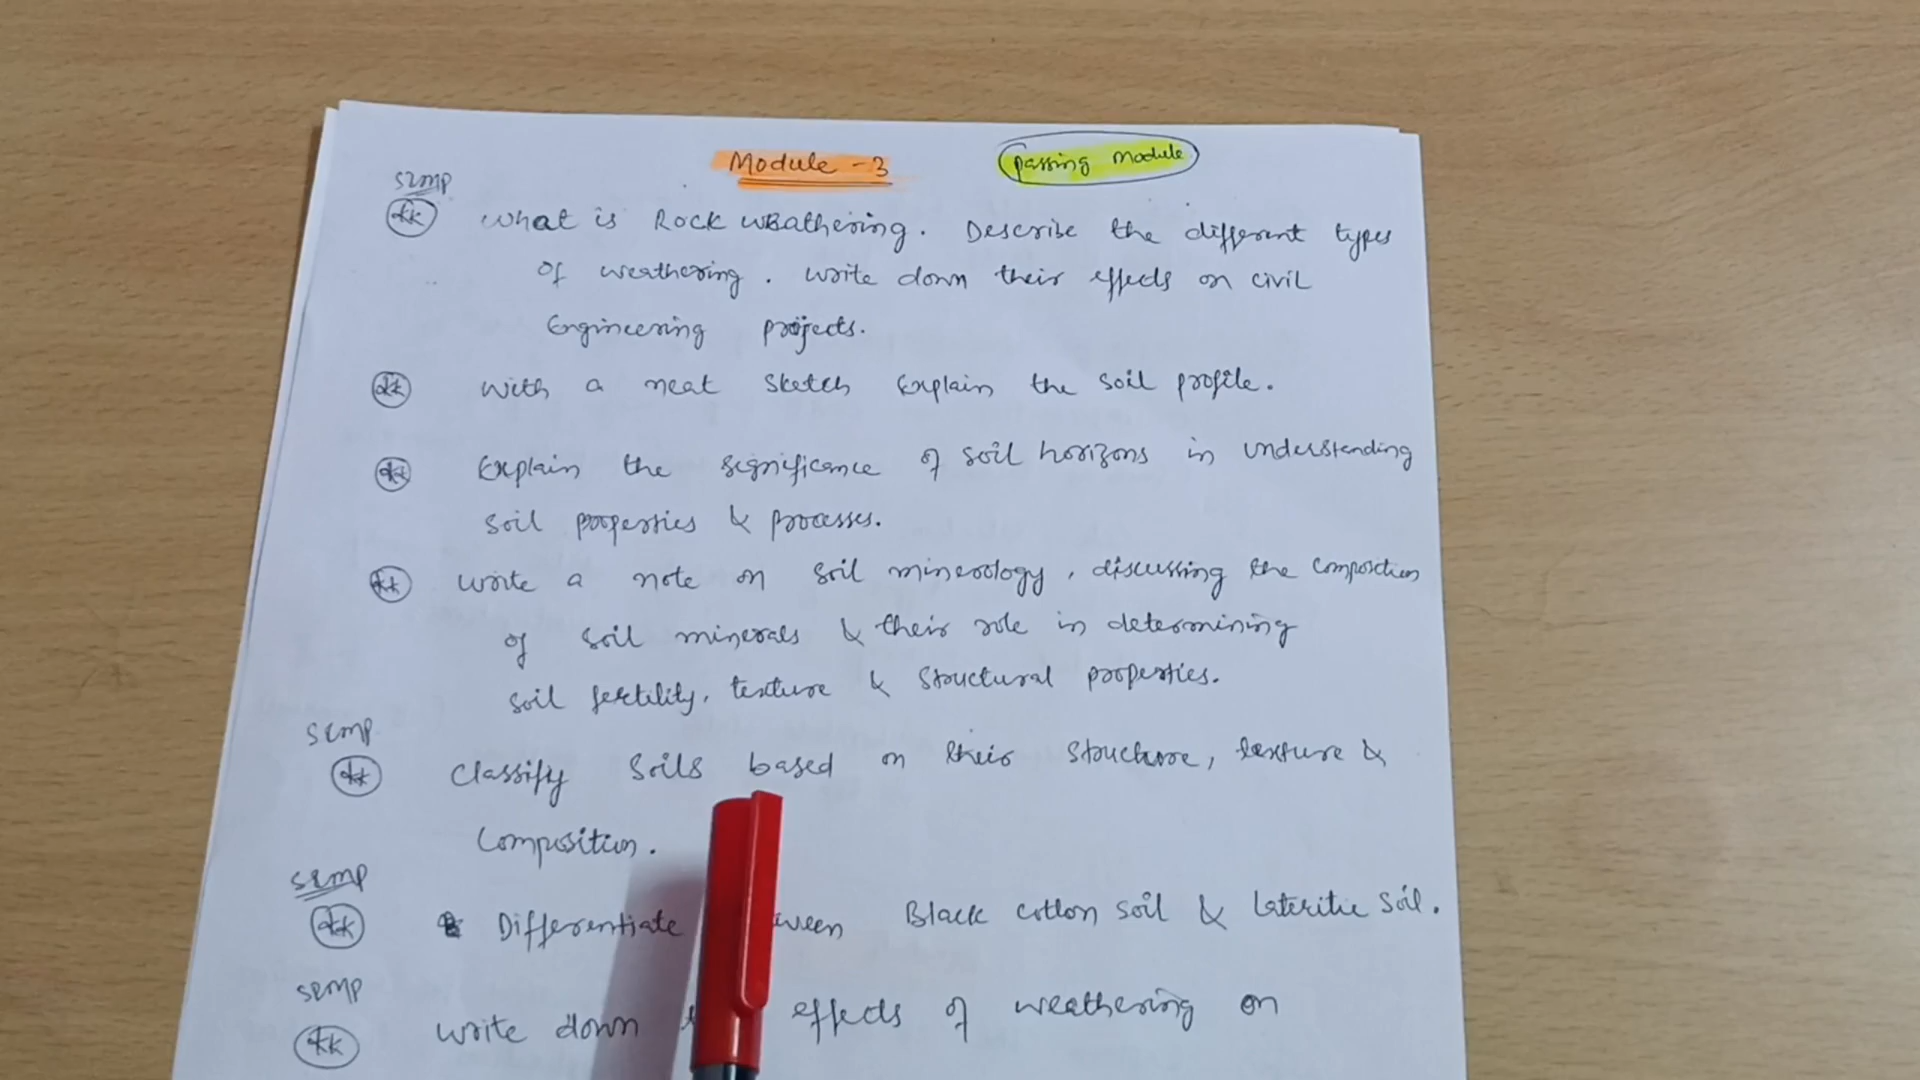 Module - 3
passing module
SIMP
** What is Rock weathering. Describe the different types
of weathering. write down their effects on civil
Engineering projects.
** With a neat sketch Explain the soil profile.
** Explain the significance of soil horizons in understanding
soil properties & processes.
** write a note on soil minerology, discussing the composition
of soil minerals & their role in determining
soil fertility, texture & structural properties.
SIMP
** Classify soils based on their structure, texture &
Composition.
SIMP
** Differentiate ween Black cotton soil & Lateritic soil.
SIMP
** write down effects of weathering on